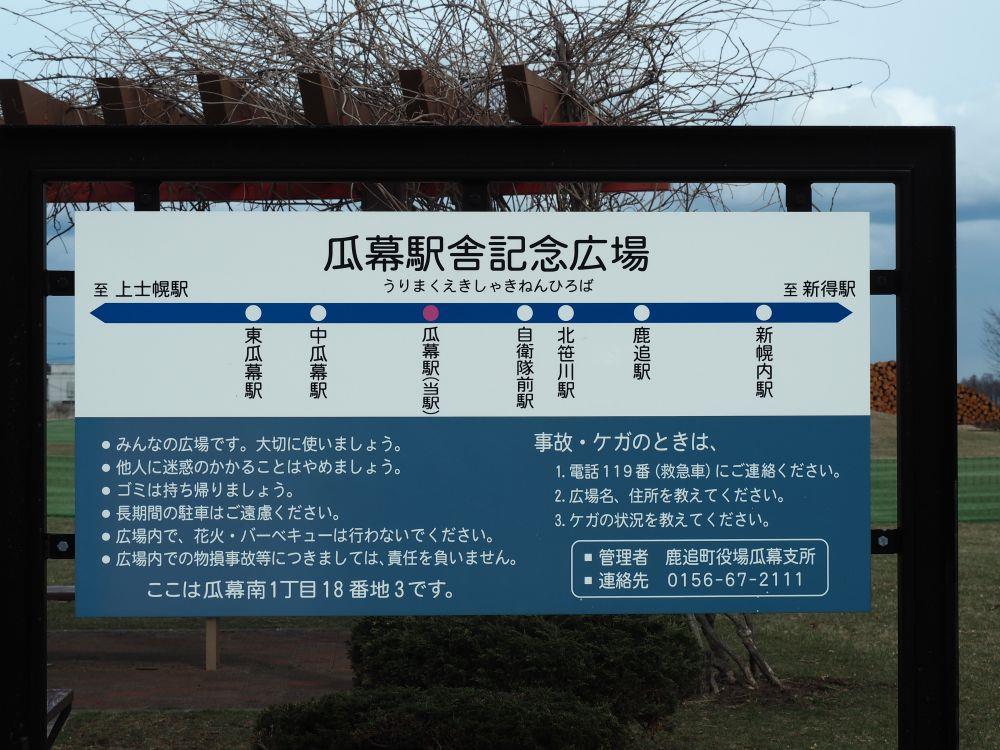 瓜幕駅舎記念広場
うりまくえきしゃきねんひろば
至 上士幌駅
至 新得駅
東瓜幕駅
中瓜幕駅
瓜幕駅(当駅)
自衛隊前駅
北笹川駅
鹿追駅
新幌内駅
● みんなの広場です。大切に使いましょう。
● 他人に迷惑のかかることはやめましょう。
● ゴミは持ち帰りましょう。
● 長期間の駐車はご遠慮ください。
● 広場内で、花火・バーベキューは行わないでください。
● 広場内での物損事故等につきましては、責任を負いません。
ここは瓜幕南1丁目18番地3です。
事故・ケガのときは、
1. 電話119番(救急車)にご連絡ください。
2. 広場名、住所を教えてください。
3. ケガの状況を教えてください。
■ 管理者 鹿追町役場瓜幕支所
■ 連絡先 0156-67-2111